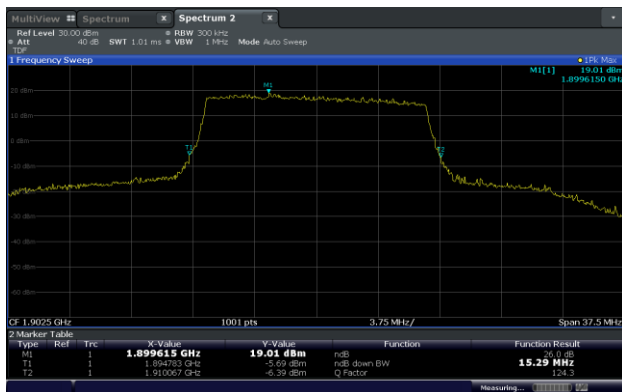 MultiView Spectrum X Spectrum 2 X
Ref Level 30.00 dBm RBW 300 kHz
Att 40 dB SWT 1.01 ms VBW 1 MHz Mode Auto Sweep
TDF
1 Frequency Sweep 1Pk Max
M1[1] 19.01 dBm
1.8996150 GHz
20 dBm
M1
10 dBm
0 dBm
T1 T2
-10 dBm
-20 dBm
-30 dBm
-40 dBm
-50 dBm
-60 dBm
CF 1.9025 GHz 1001 pts 3.75 MHz/ Span 37.5 MHz
2 Marker Table
Type Ref Trc X-Value Y-Value Function Function Result
M1 1 1.899615 GHz 19.01 dBm ndB 26.0 dB
T1 1 1.894783 GHz -5.69 dBm ndB down BW 15.29 MHz
T2 1 1.910067 GHz -6.39 dBm Q Factor 124.3
Measuring...